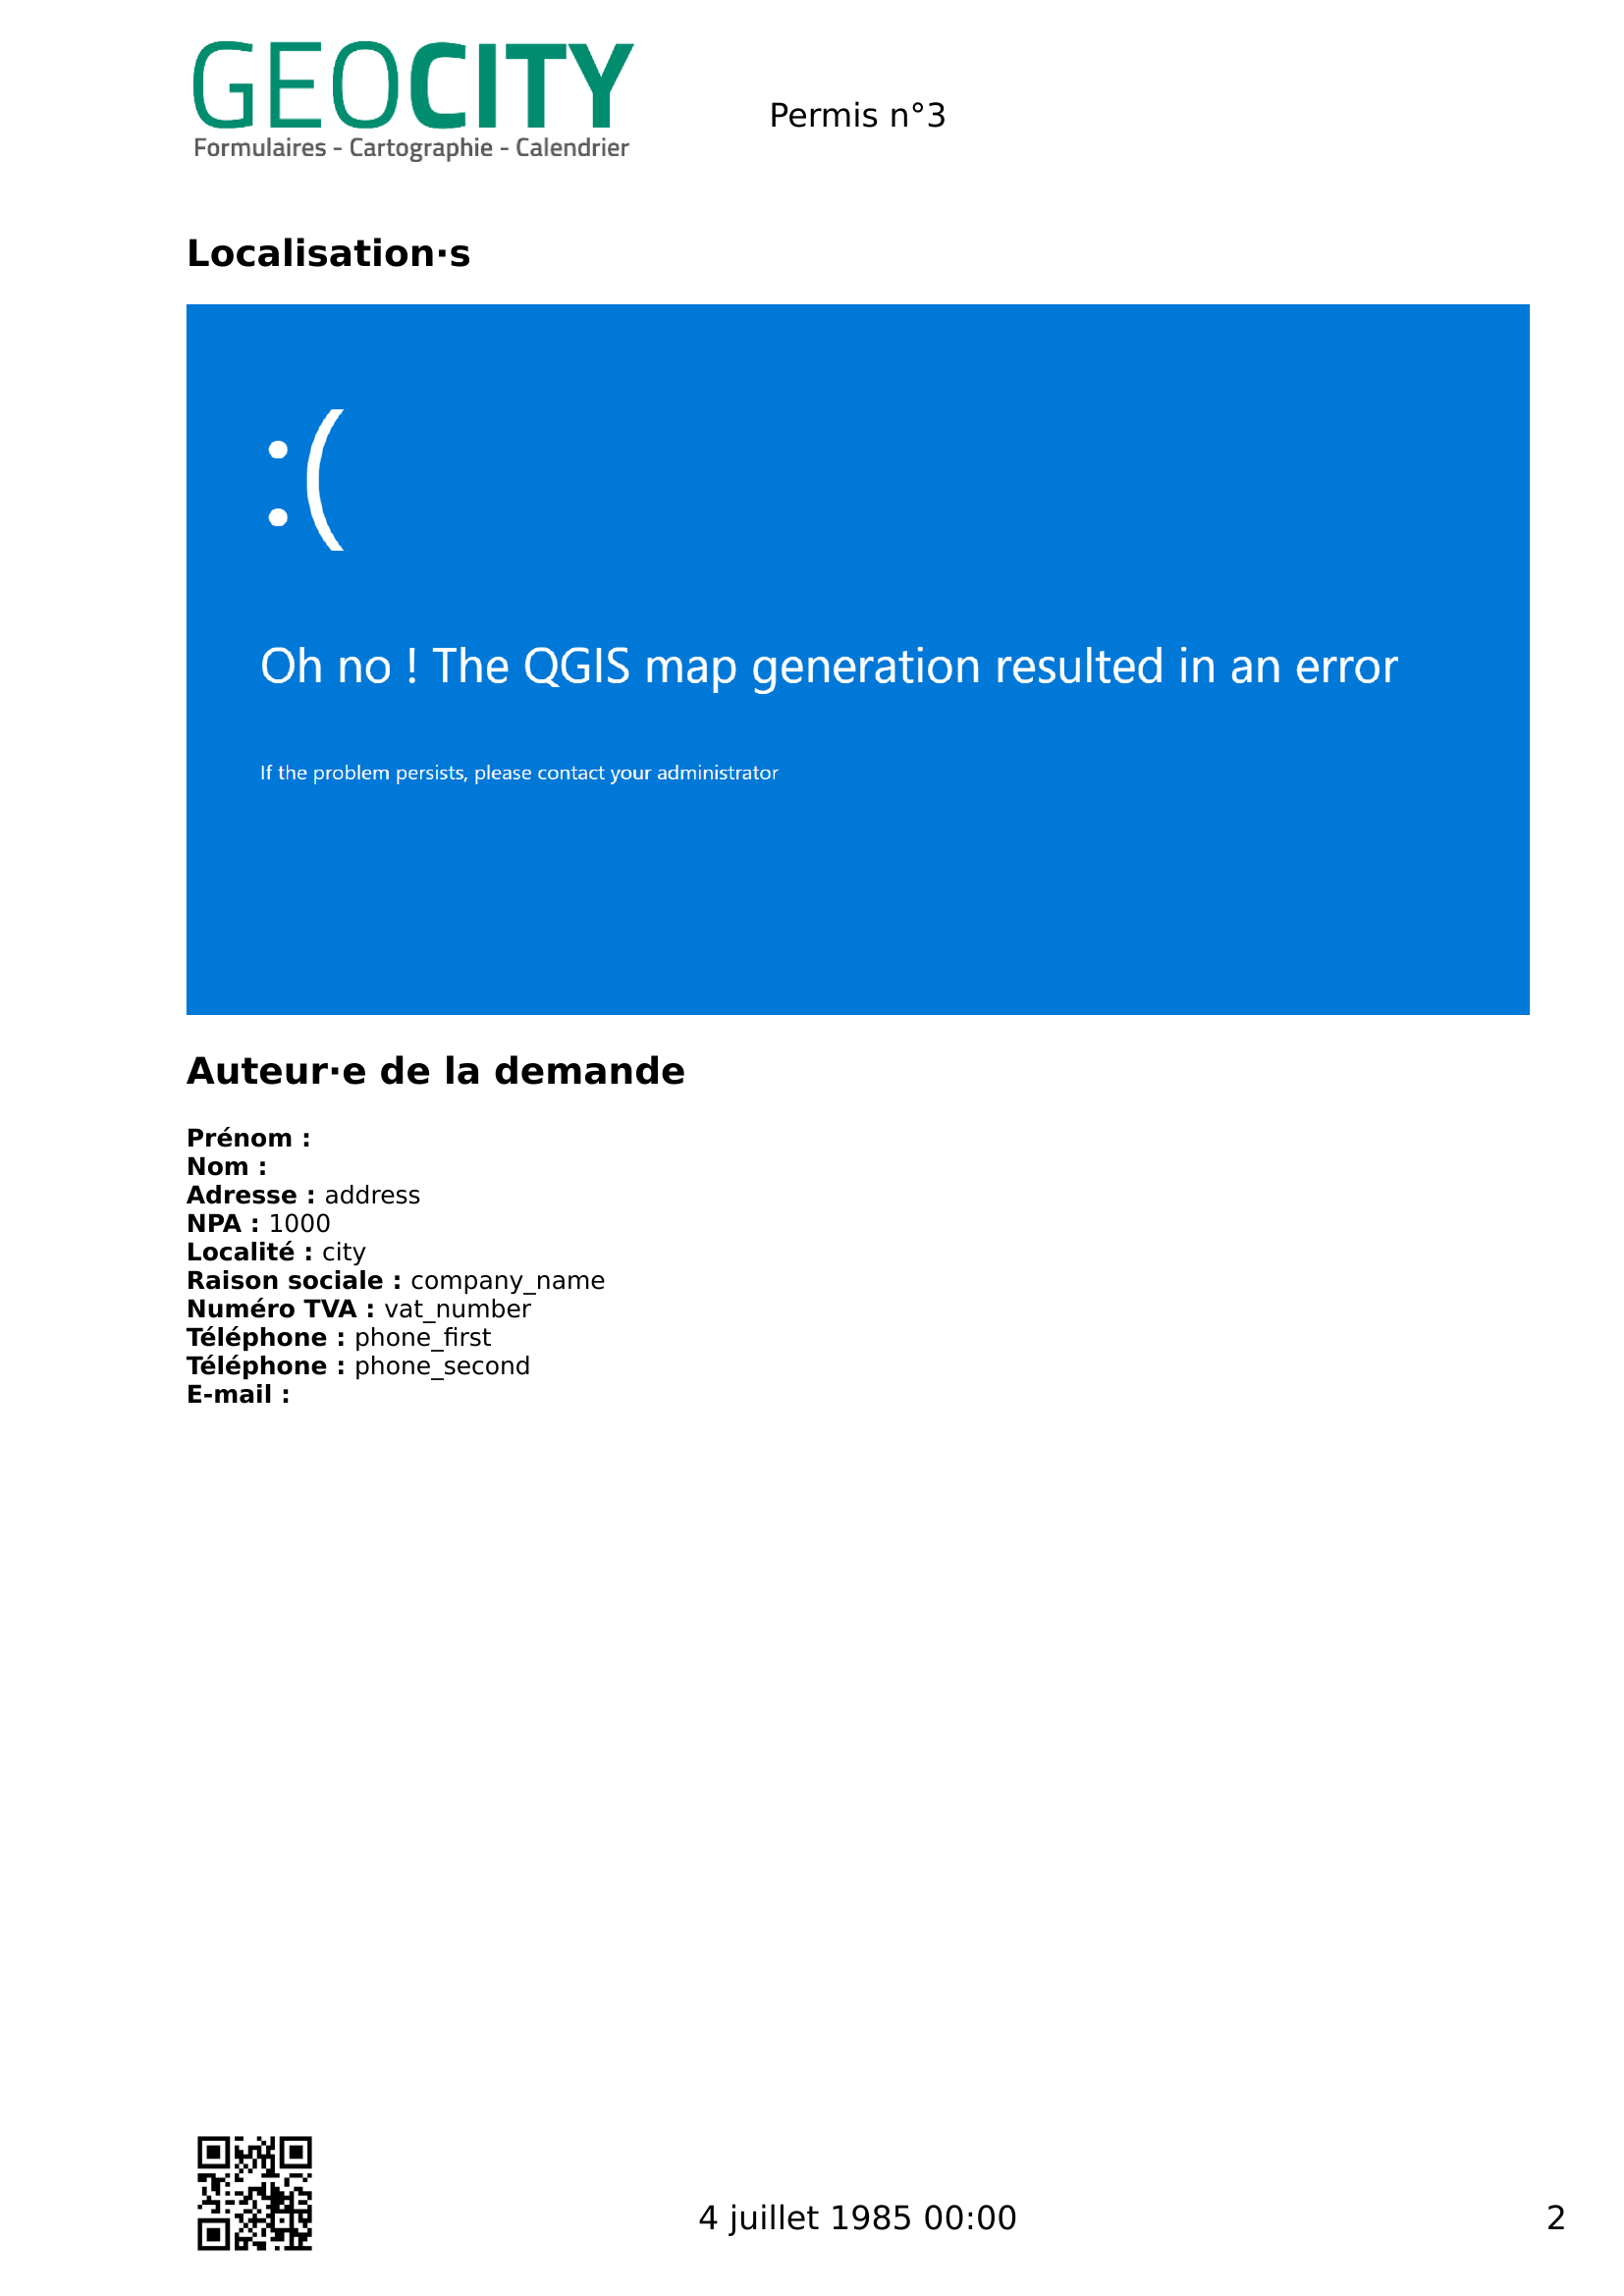 GEOCITY
Formulaires - Cartographie - Calendrier
Permis n°3
Localisation·s
:(
Oh no ! The QGIS map generation resulted in an error
If the problem persists, please contact your administrator
Auteur·e de la demande
Prénom :
Nom :
Adresse : address
NPA : 1000
Localité : city
Raison sociale : company_name
Numéro TVA : vat_number
Téléphone : phone_first
Téléphone : phone_second
E-mail :
4 juillet 1985 00:00
2